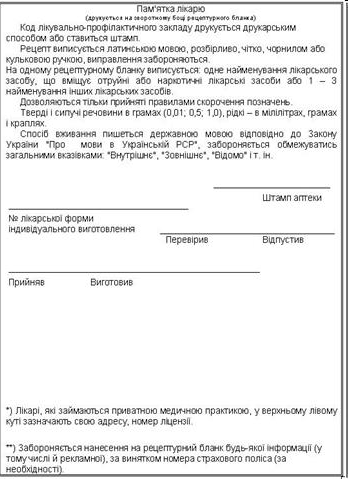 Пам'ятка лікарю
(друкується на зворотному боці рецептурного бланка)
Код лікувально-профілактичного закладу друкується друкарським
способом або ставиться штамп.
Рецепт виписується латинською мовою, розбірливо, чітко, чорнилом або
кульковою ручкою, виправлення забороняються.
На одному рецептурному бланку виписується: одне найменування лікарського
засобу, що вміщує отруйні або наркотичні лікарські засоби або 1 – 3
найменування інших лікарських засобів.
Дозволяються тільки прийняті правилами скорочення позначень.
Тверді і сипучі речовини в грамах (0,01; 0,5; 1,0), рідкі – в мілілітрах, грамах
і краплях.
Спосіб вживання пишеться державною мовою відповідно до Закону
України "Про мови в Українській РСР", забороняється обмежуватись
загальними вказівками: "Внутрішнє", "Зовнішнє", "Відомо" і т. ін.
Штамп аптеки
№ лікарської форми
індивідуального виготовлення
Перевірив Відпустив
Прийняв Виготовив
*) Лікарі, які займаються приватною медичною практикою, у верхньому лівому
куті зазначають свою адресу, номер ліцензії.
**) Забороняється нанесення на рецептурний бланк будь-якої інформації (у
тому числі й рекламної), за винятком номера страхового поліса (за
необхідності).